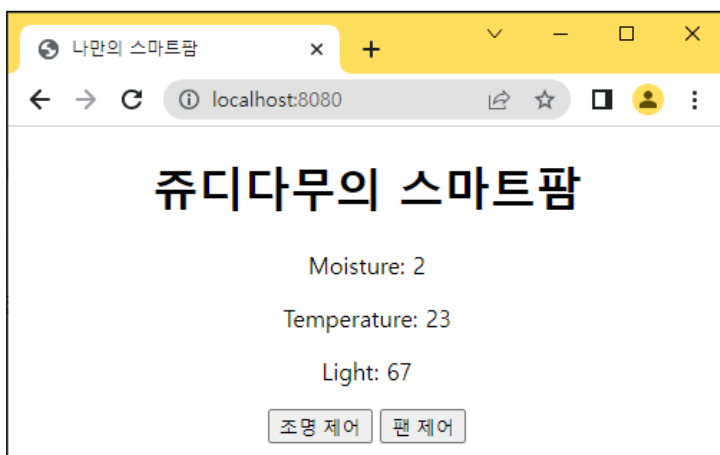 나만의 스마트팜
localhost:8080
쥬디다무의 스마트팜
Moisture: 2
Temperature: 23
Light: 67
조명 제어 팬 제어